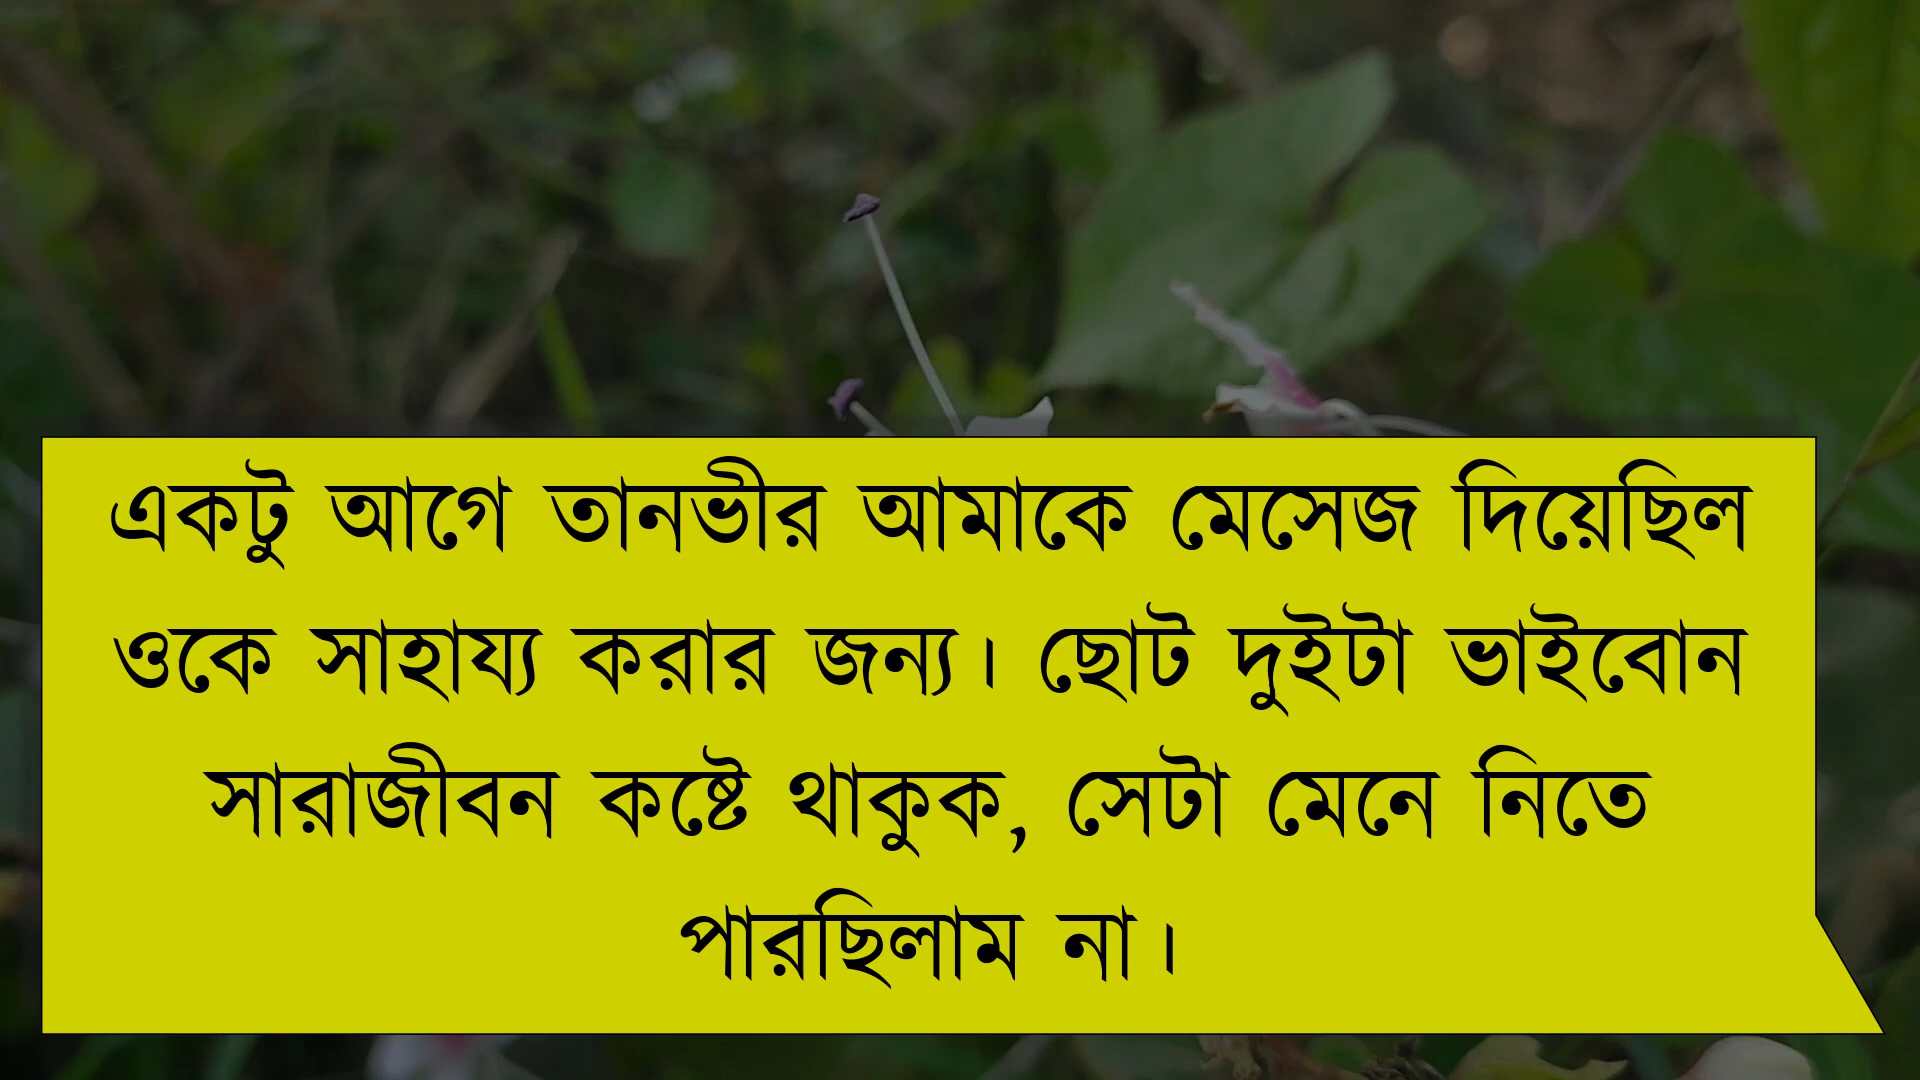 একটু আগে তানভীর আমাকে মেসেজ দিয়েছিল
ওকে সাহায্য করার জন্য। ছোট দুইটা ভাইবোন
সারাজীবন কষ্টে থাকুক, সেটা মেনে নিতে
পারছিলাম না।